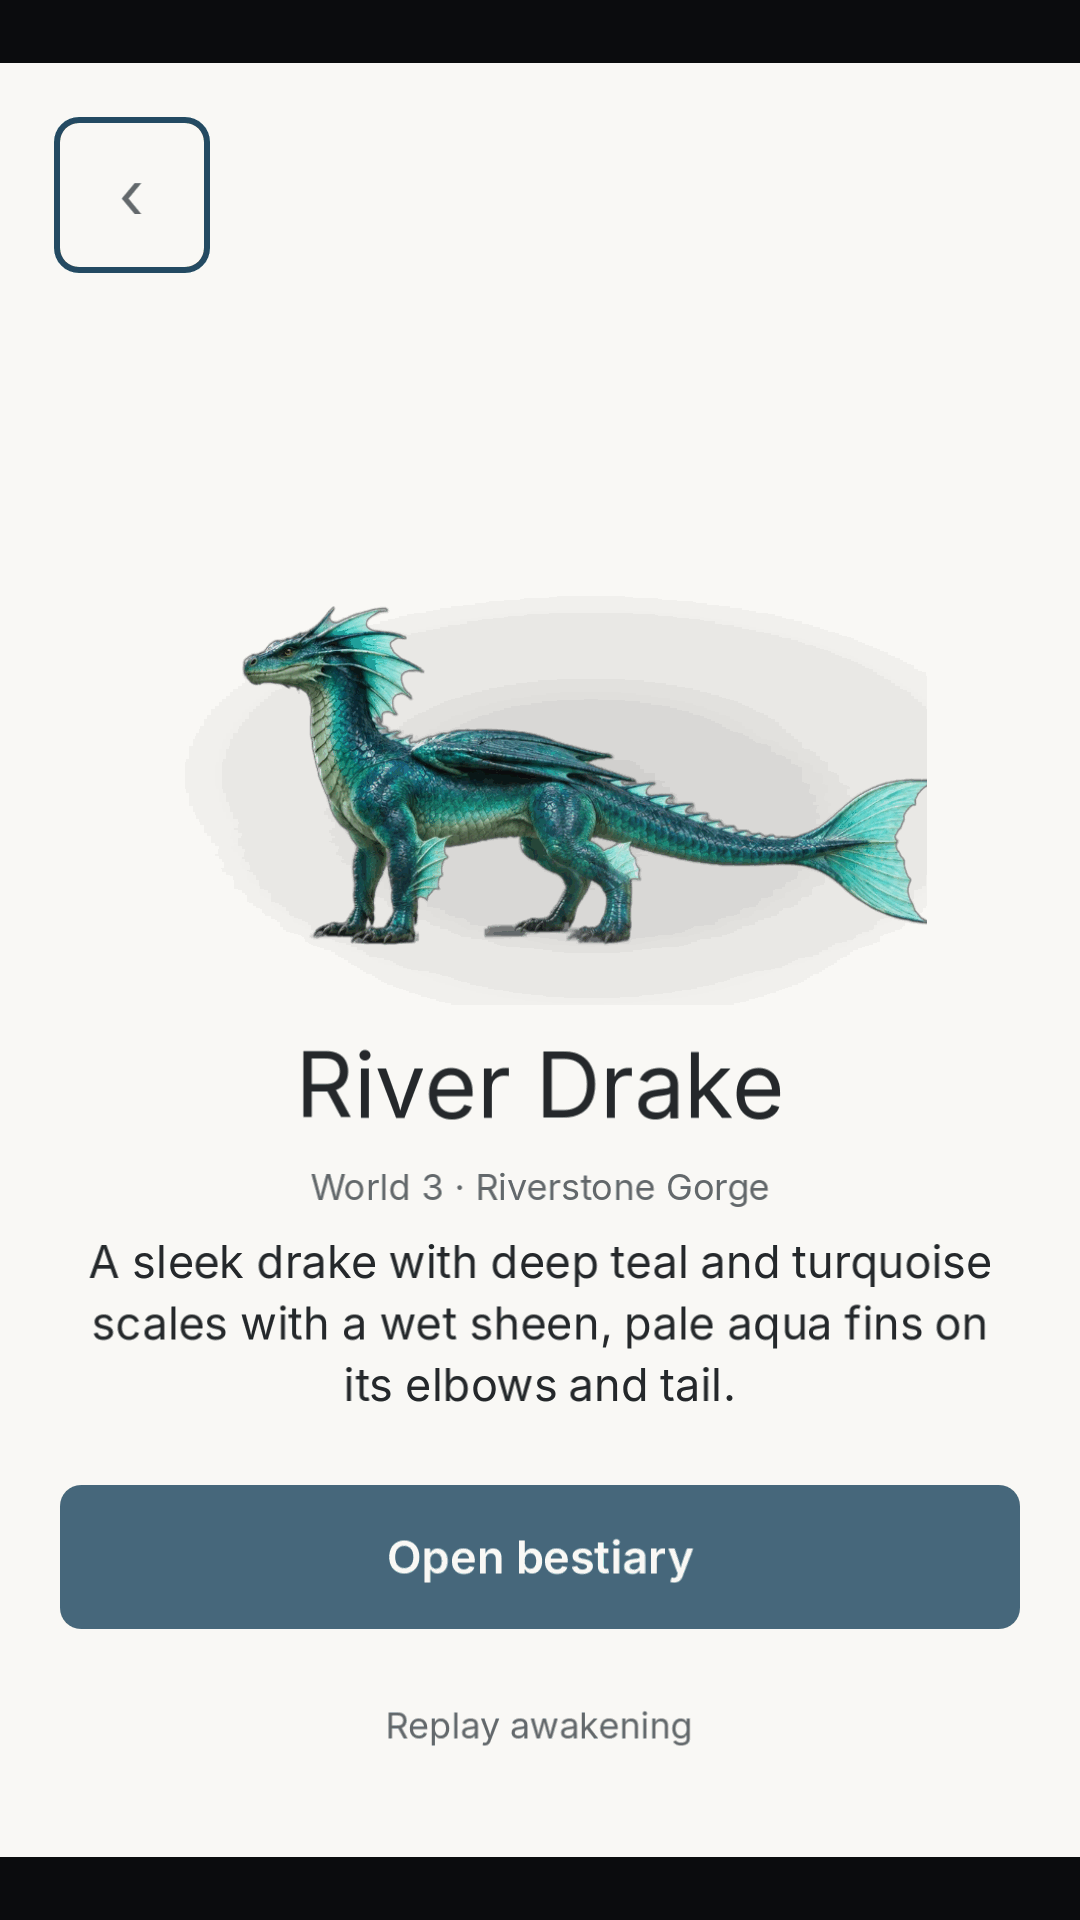 ‹
River Drake
World 3 · Riverstone Gorge
A sleek drake with deep teal and turquoise
scales with a wet sheen, pale aqua fins on
its elbows and tail.
Open bestiary
Replay awakening